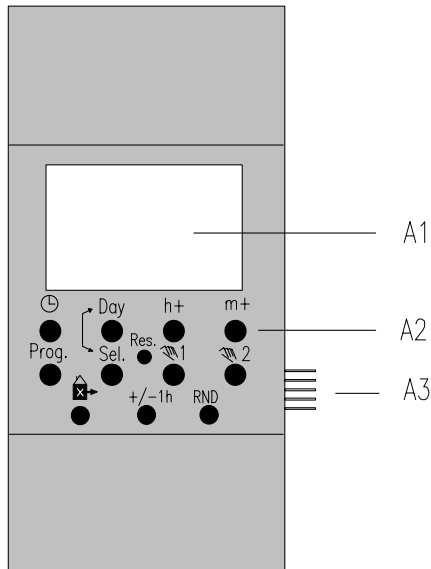 A1
Day h+ m+
A2
Prog. Sel. Res. 1 2
A3
x
+/-1h RND